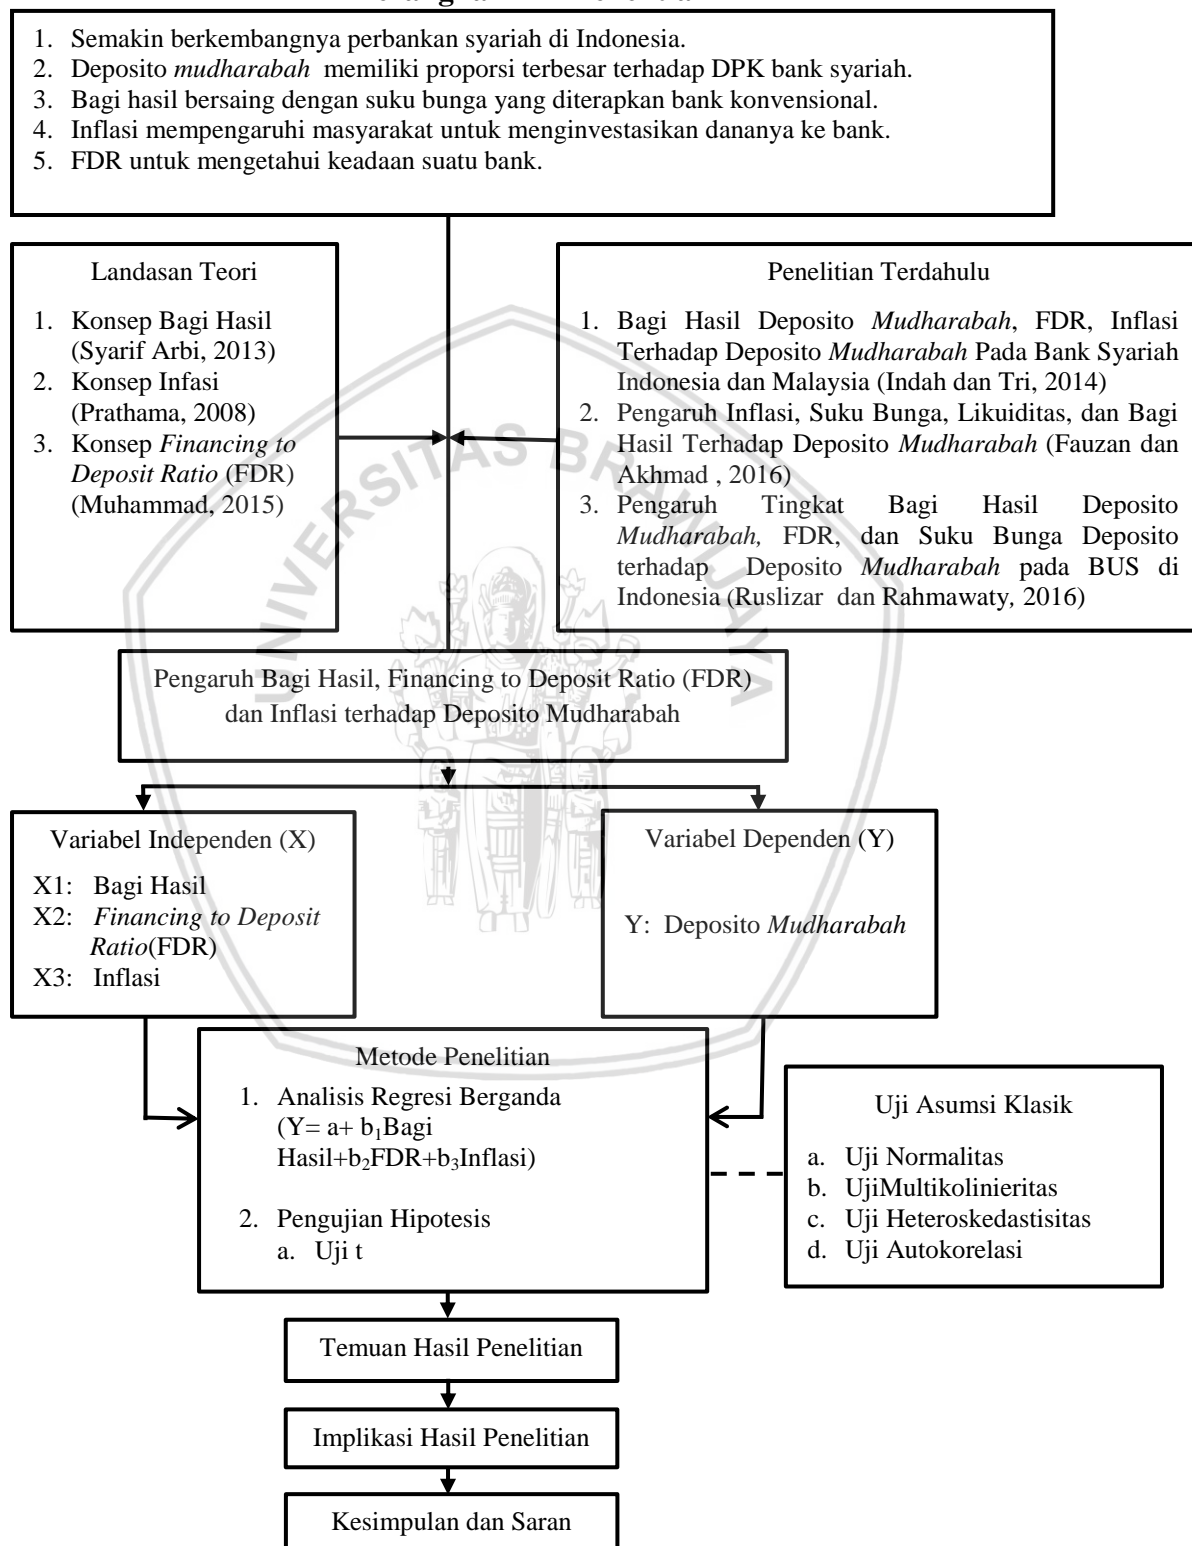 1. Semakin berkembangnya perbankan syariah di Indonesia.
2. Deposito mudharabah memiliki proporsi terbesar terhadap DPK bank syariah.
3. Bagi hasil bersaing dengan suku bunga yang diterapkan bank konvensional.
4. Inflasi mempengaruhi masyarakat untuk menginvestasikan dananya ke bank.
5. FDR untuk mengetahui keadaan suatu bank.
Landasan Teori
1. Konsep Bagi Hasil
(Syarif Arbi, 2013)
2. Konsep Infasi
(Prathama, 2008)
3. Konsep Financing to
Deposit Ratio (FDR)
(Muhammad, 2015)
Penelitian Terdahulu
1. Bagi Hasil Deposito Mudharabah, FDR, Inflasi
Terhadap Deposito Mudharabah Pada Bank Syariah
Indonesia dan Malaysia (Indah dan Tri, 2014)
2. Pengaruh Inflasi, Suku Bunga, Likuiditas, dan Bagi
Hasil Terhadap Deposito Mudharabah (Fauzan dan
Akhmad , 2016)
3. Pengaruh Tingkat Bagi Hasil Deposito
Mudharabah, FDR, dan Suku Bunga Deposito
terhadap Deposito Mudharabah pada BUS di
Indonesia (Ruslizar dan Rahmawaty, 2016)
UNIVERSITAS BRAWIJAYA
Pengaruh Bagi Hasil, Financing to Deposit Ratio (FDR)
dan Inflasi terhadap Deposito Mudharabah
Variabel Independen (X)
X1: Bagi Hasil
X2: Financing to Deposit
Ratio(FDR)
X3: Inflasi
Variabel Dependen (Y)
Y: Deposito Mudharabah
Metode Penelitian
1. Analisis Regresi Berganda
(Y= a+ b₁Bagi
Hasil+b₂FDR+b₃Inflasi)
2. Pengujian Hipotesis
a. Uji t
Uji Asumsi Klasik
a. Uji Normalitas
b. UjiMultikolinieritas
c. Uji Heteroskedastisitas
d. Uji Autokorelasi
Temuan Hasil Penelitian
Implikasi Hasil Penelitian
Kesimpulan dan Saran